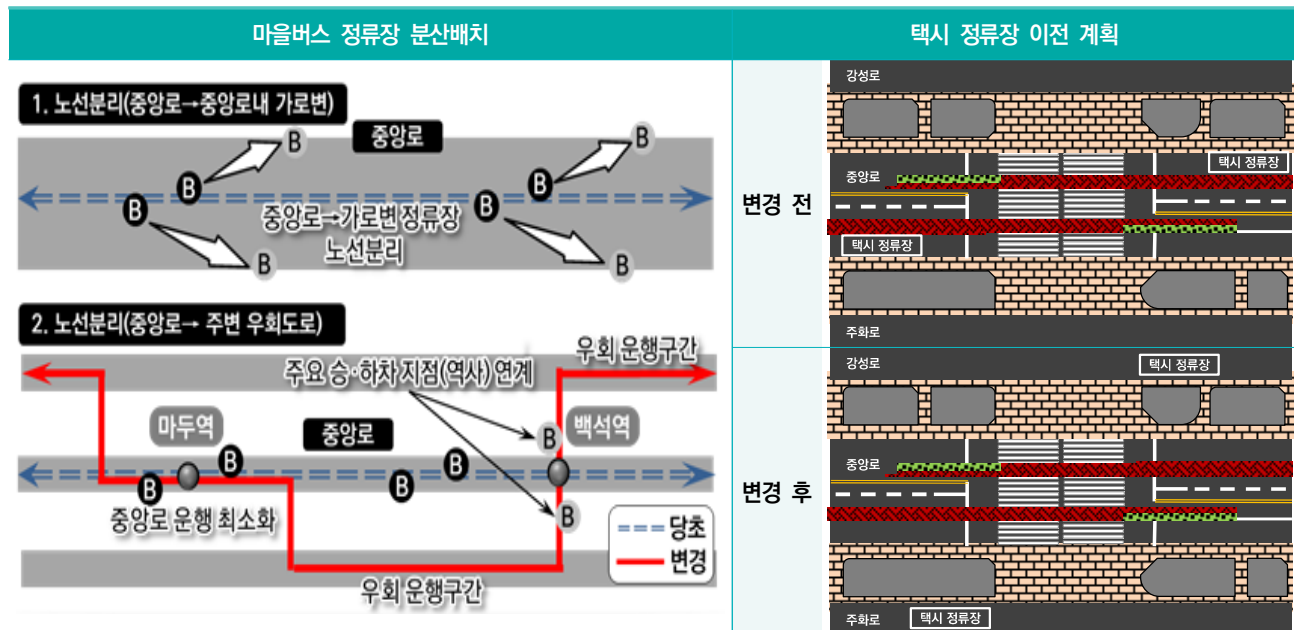 마을버스 정류장 분산배치
1. 노선분리(중앙로→중앙로내 가로변)
중앙로
B
B
B
B
B
B
B
B
중앙로→가로변 정류장
노선분리
2. 노선분리(중앙로→ 주변 우회도로)
우회 운행구간
주요 승·하차 지점(역사) 연계
마두역
중앙로
백석역
B
B
B
B
B
B
중앙로 운행 최소화
당초
변경
우회 운행구간
택시 정류장 이전 계획
변경 전
강성로
택시 정류장
중앙로
택시 정류장
주화로
변경 후
강성로
택시 정류장
중앙로
주화로
택시 정류장